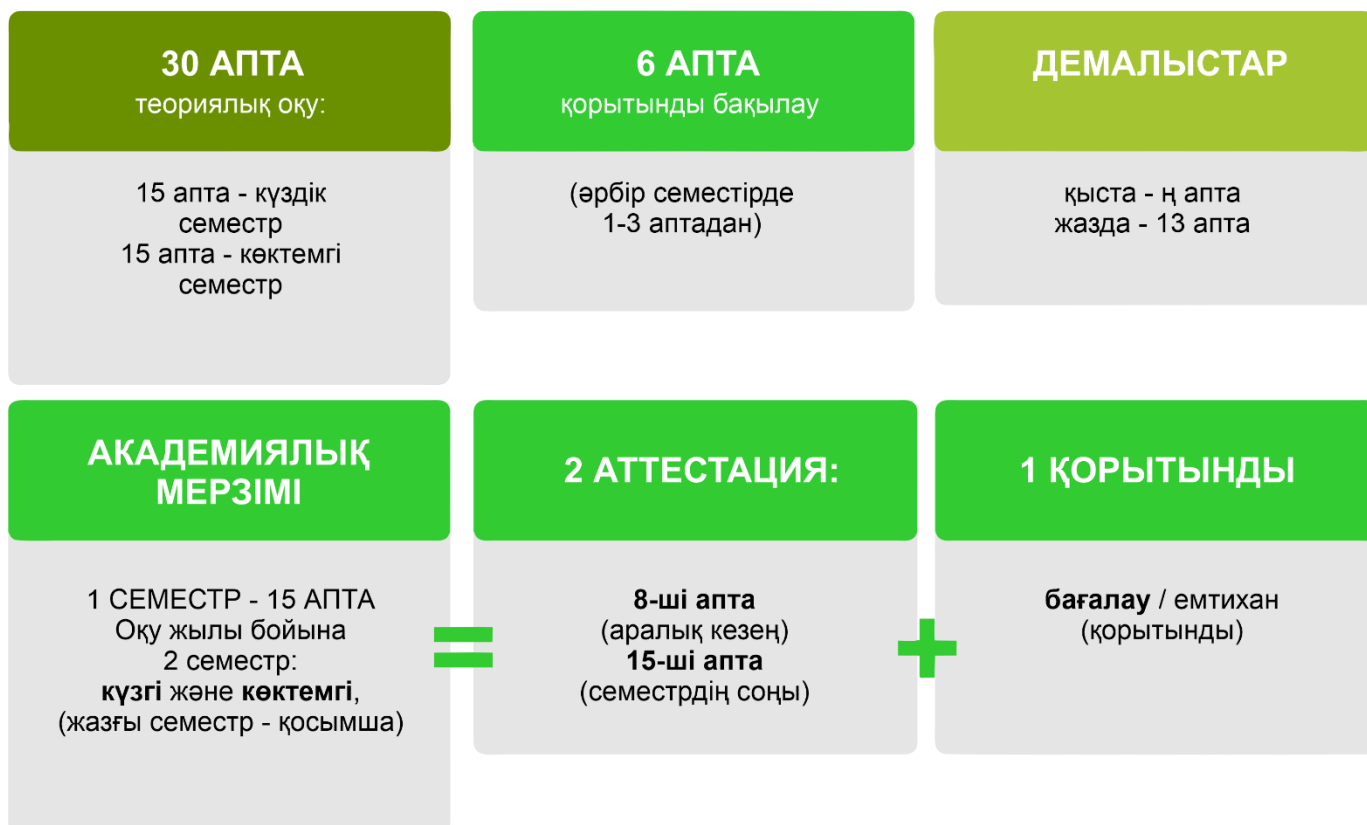 30 АПТА
теориялық оқу:
15 апта - күздік
семестр
15 апта - көктемгі
семестр
6 АПТА
қорытынды бақылау
(әрбір семестірде
1-3 аптадан)
ДЕМАЛЫСТАР
қыста - ң апта
жазда - 13 апта
АКАДЕМИЯЛЫҚ
МЕРЗІМІ
1 СЕМЕСТР - 15 АПТА
Оқу жылы бойына
2 семестр:
күзгі және көктемгі,
(жазғы семестр - қосымша)
=
2 АТТЕСТАЦИЯ:
8-ші апта
(аралық кезең)
15-ші апта
(семестрдің соңы)
+
1 ҚОРЫТЫНДЫ
бағалау / емтихан
(қорытынды)